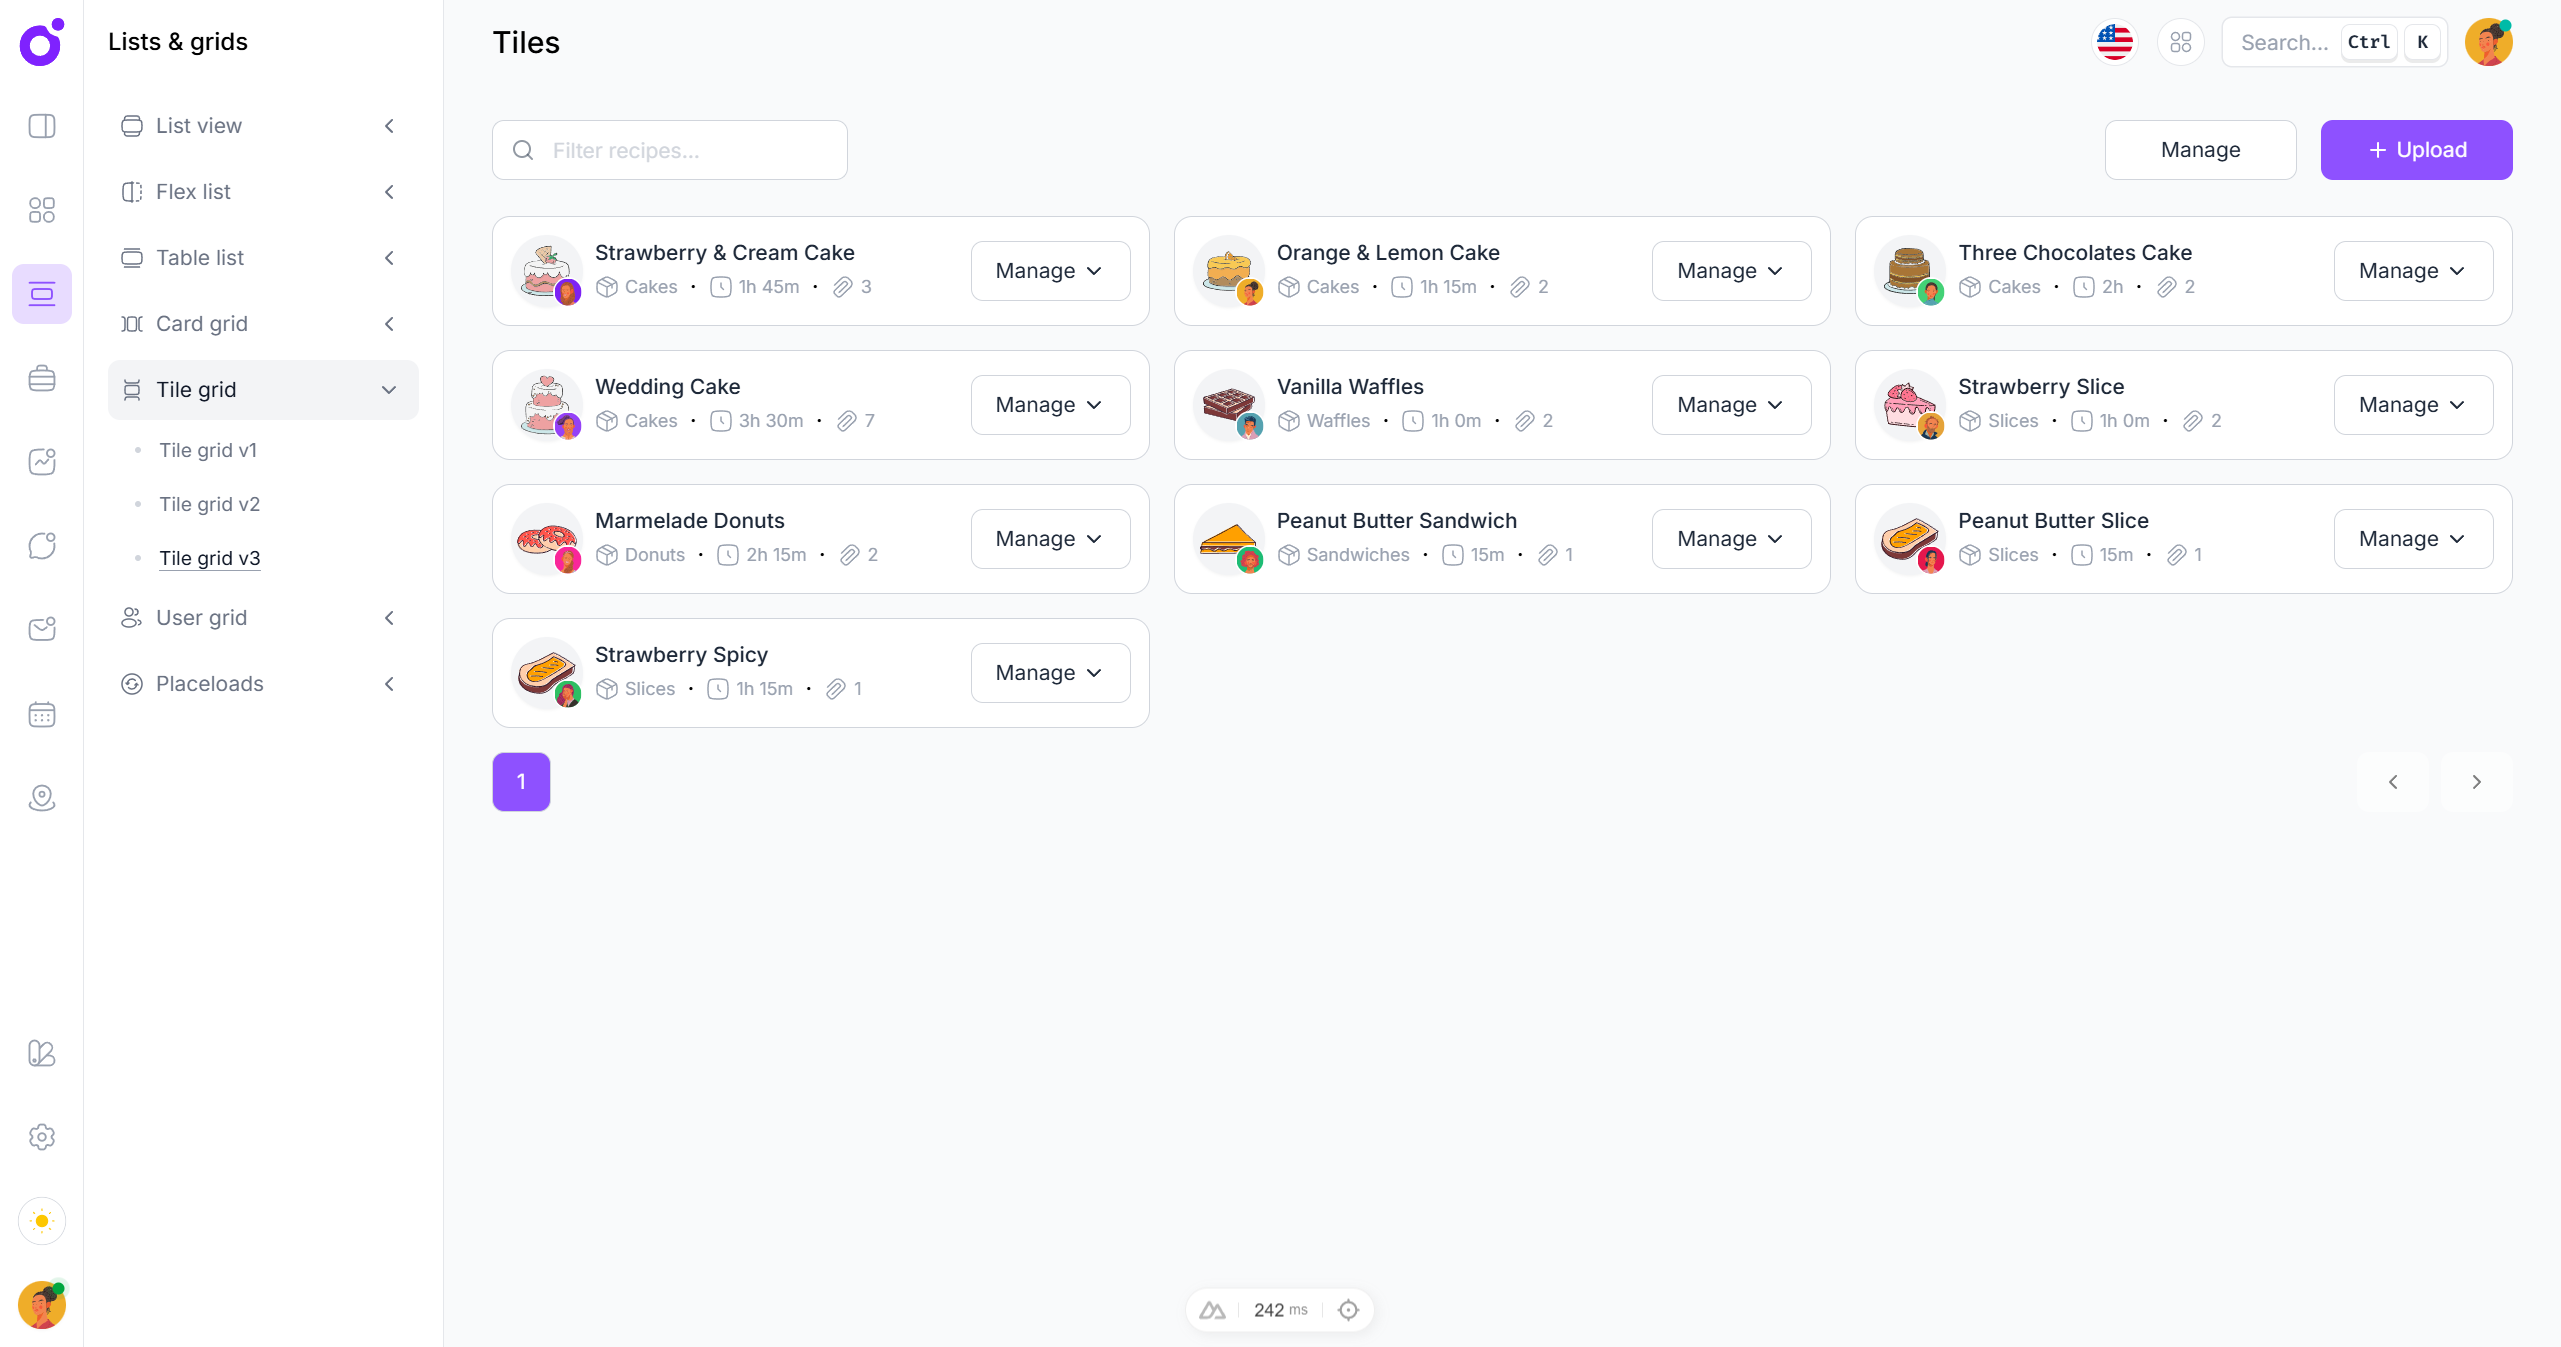 Lists & grids
List view
Flex list
Table list
Card grid
Tile grid
Tile grid v1
Tile grid v2
Tile grid v3
User grid
Placeloads
Tiles
Search...
Ctrl
K
Filter recipes...
Manage
+ Upload
Strawberry & Cream Cake
Cakes • 1h 45m • 3
Manage
Orange & Lemon Cake
Cakes • 1h 15m • 2
Manage
Three Chocolates Cake
Cakes • 2h • 2
Manage
Wedding Cake
Cakes • 3h 30m • 7
Manage
Vanilla Waffles
Waffles • 1h 0m • 2
Manage
Strawberry Slice
Slices • 1h 0m • 2
Manage
Marmelade Donuts
Donuts • 2h 15m • 2
Manage
Peanut Butter Sandwich
Sandwiches • 15m • 1
Manage
Peanut Butter Slice
Slices • 15m • 1
Manage
Strawberry Spicy
Slices • 1h 15m • 1
Manage
1
242 ms